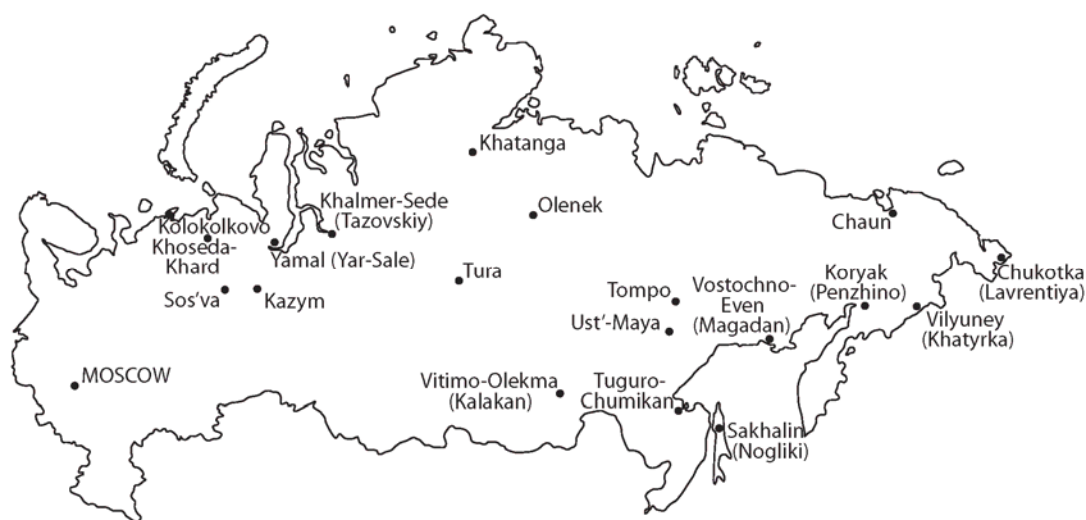 Khatanga
Khalmer-Sede
(Tazovskiy)
Olenek
Chaun
Kolokolkovo
Khoseda-
Khard
Yamal (Yar-Sale)
Tura
Chukotka
(Lavrentiya)
Koryak
(Penzhino)
Vostochno-
Even
(Magadan)
Tompo
Sos'va
Kazym
Ust'-Maya
Vilyuney
(Khatyrka)
MOSCOW
Vitimo-Olekma
(Kalakan)
Tuguro-
Chumikan
Sakhalin
(Nogliki)